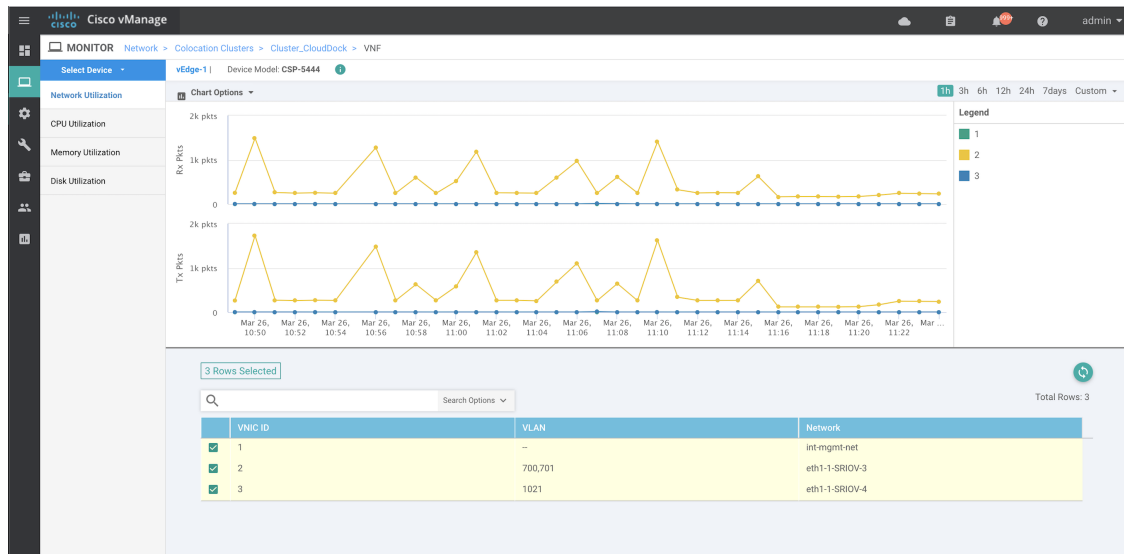 cisco Cisco vManage
999+
admin
MONITOR Network > Colocation Clusters > Cluster_CloudDock > VNF
Select Device
vEdge-1 | Device Model: CSP-5444 i
Network Utilization
CPU Utilization
Memory Utilization
Disk Utilization
Chart Options
1h 3h 6h 12h 24h 7days Custom
Legend
1
2
3
2k pkts
1k pkts
0
Rx Pkts
2k pkts
1k pkts
0
Tx Pkts
Mar 26, Mar 26, Mar 26, Mar 26, Mar 26, Mar 26, Mar 26, Mar 26, Mar 26, Mar 26, Mar 26, Mar 26, Mar 26, Mar 26, Mar 26, Mar 26, Mar 26, Mar ...
10:50 10:52 10:54 10:56 10:58 11:00 11:02 11:04 11:06 11:08 11:10 11:12 11:14 11:16 11:18 11:20 11:22
3 Rows Selected
Search Options
Total Rows: 3
VNIC ID VLAN Network
1 -- int-mgmt-net
2 700,701 eth1-1-SRIOV-3
3 1021 eth1-1-SRIOV-4